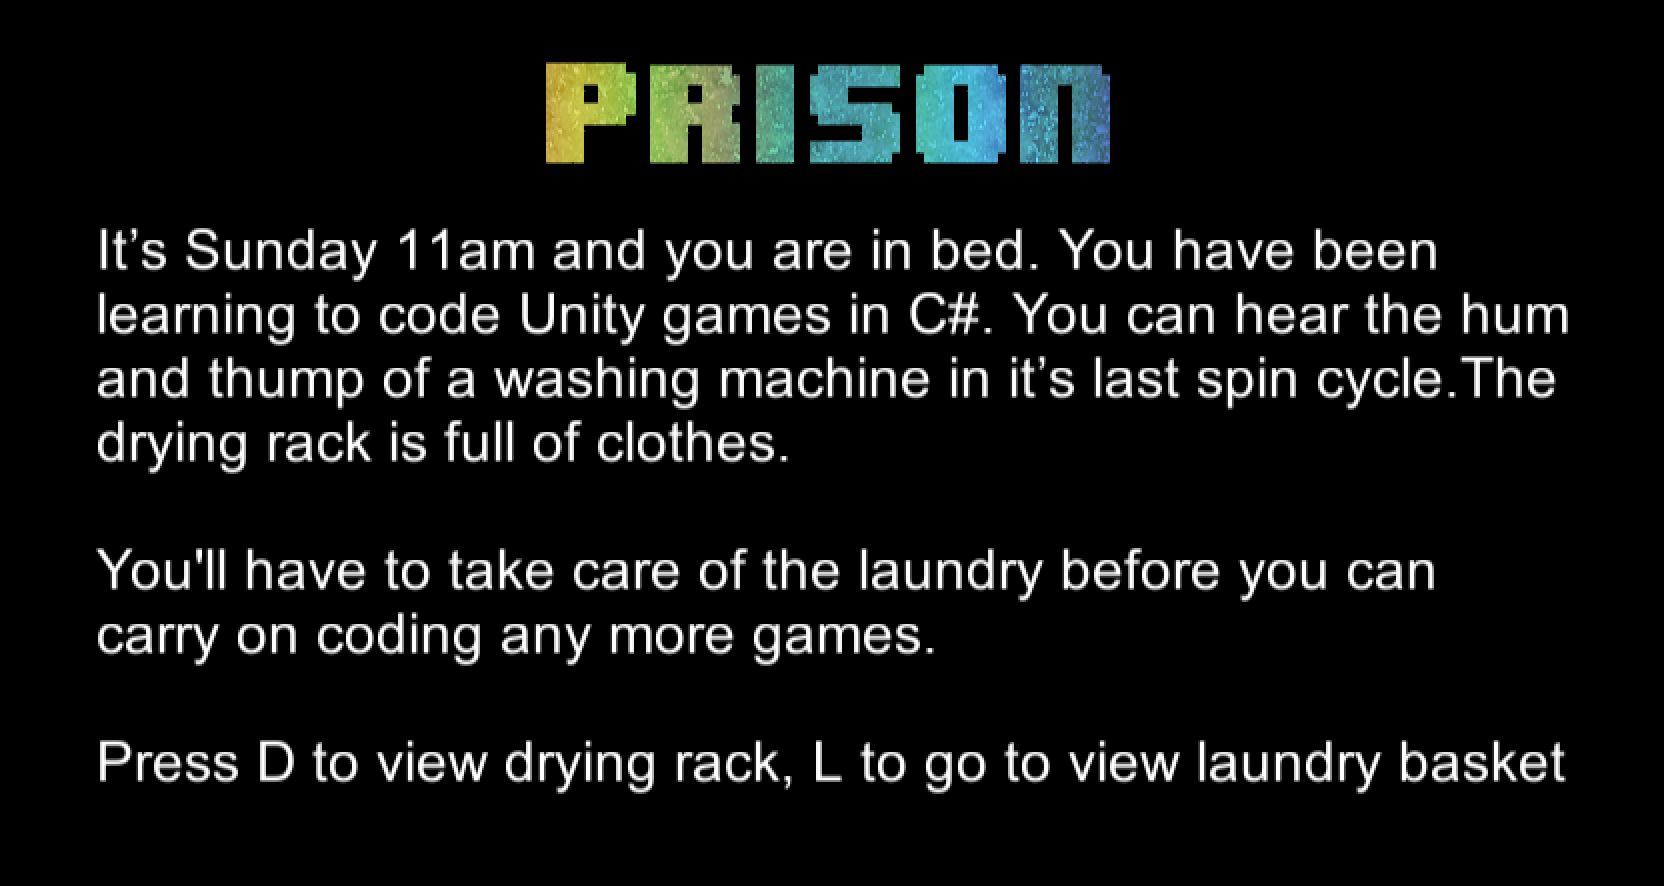 PRISON
It’s Sunday 11am and you are in bed. You have been
learning to code Unity games in C#. You can hear the hum
and thump of a washing machine in it’s last spin cycle.The
drying rack is full of clothes.
You'll have to take care of the laundry before you can
carry on coding any more games.
Press D to view drying rack, L to go to view laundry basket